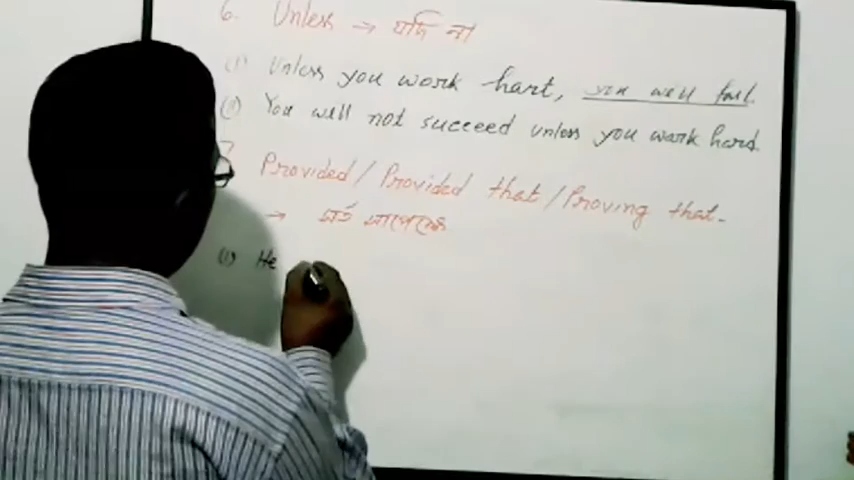 6. Unless → যদি না
(i) Unless you work hart, you well fail.
(ii) You will not succeed unless you work hard.
7 Provided / Provided that / Proving that.
→ শর্ত সাপেক্ষে
(i) He